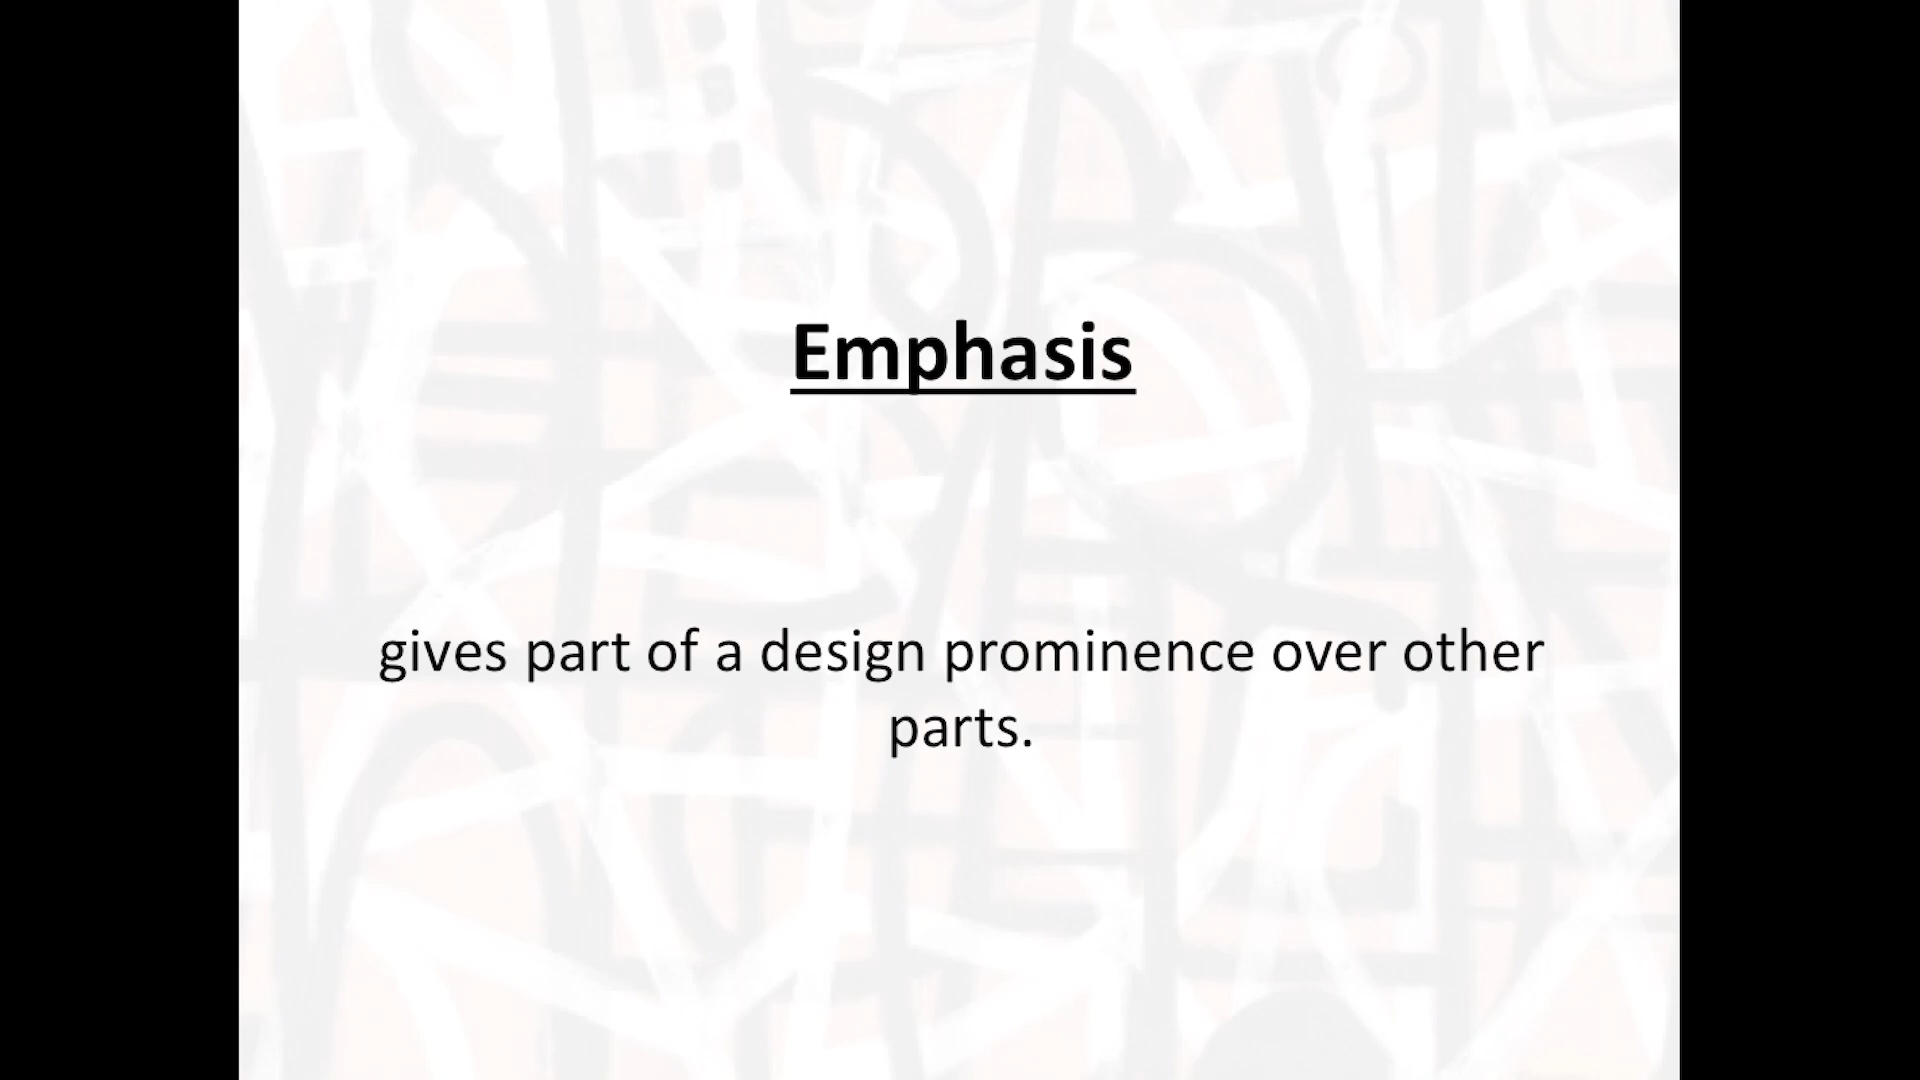 Emphasis
gives part of a design prominence over other
parts.